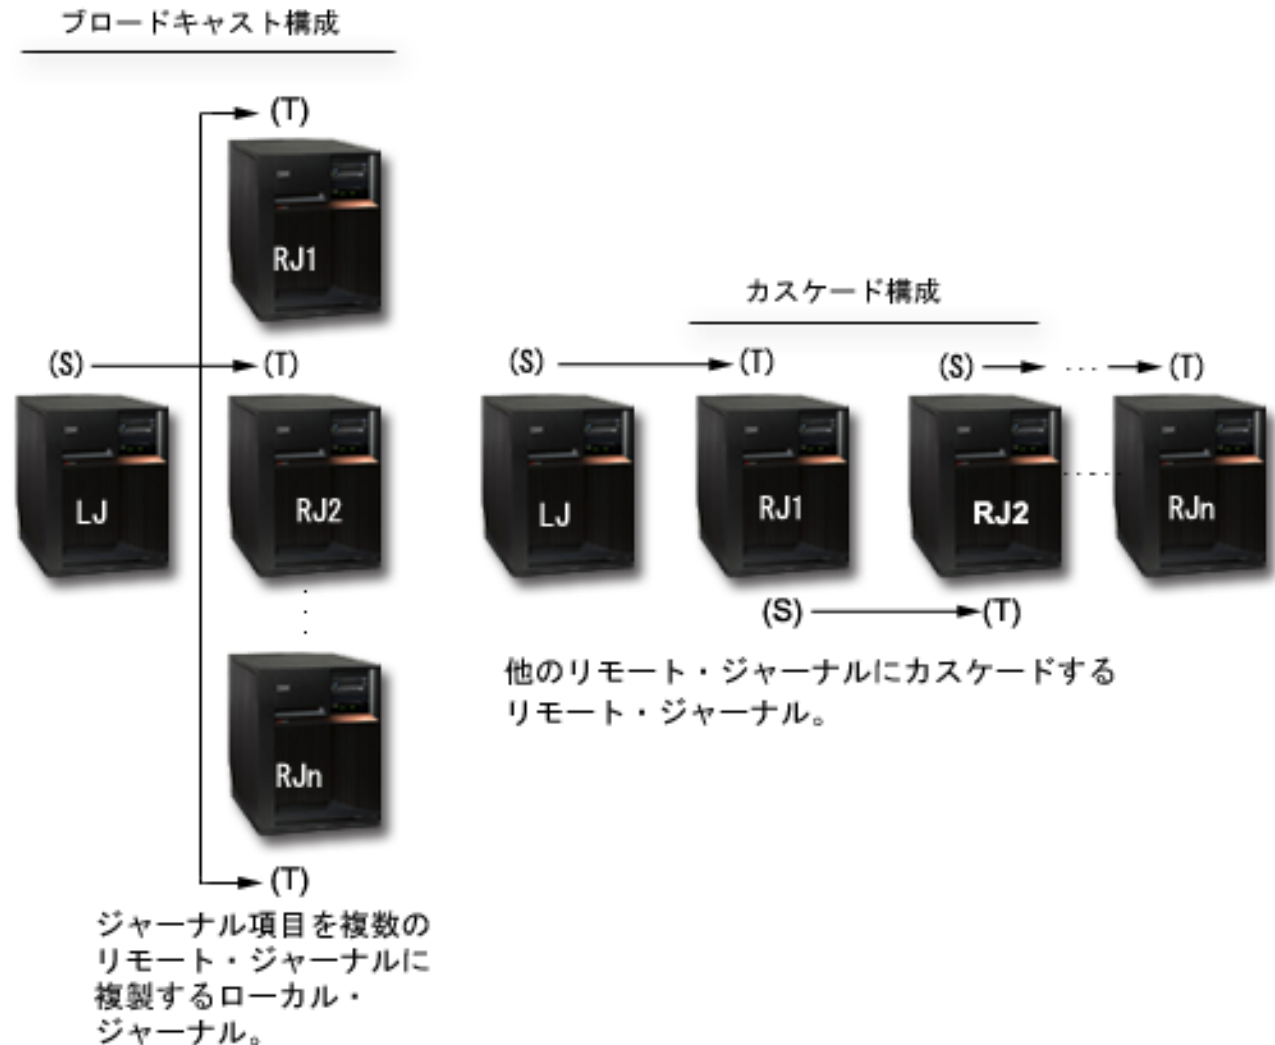 ブロードキャスト構成
(T)
RJ1
(S) (T)
LJ
RJ2
RJn
(T)
ジャーナル項目を複数の
リモート・ジャーナルに
複製するローカル・
ジャーナル。
カスケード構成
(S) (T) (S) ... (T)
LJ
RJ1
RJ2
RJn
(S) (T)
他のリモート・ジャーナルにカスケードする
リモート・ジャーナル。